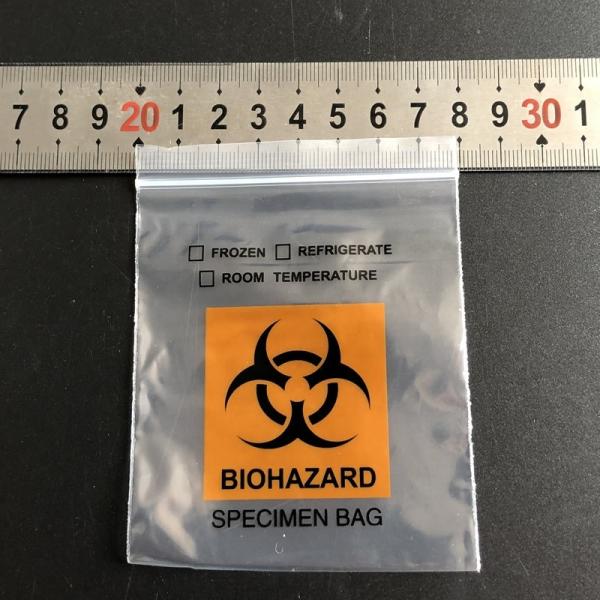 7 8 9 20 1 2 3 4 5 6 7 8 9 30 1
☐ FROZEN ☐ REFRIGERATE
☐ ROOM TEMPERATURE
BIOHAZARD
SPECIMEN BAG